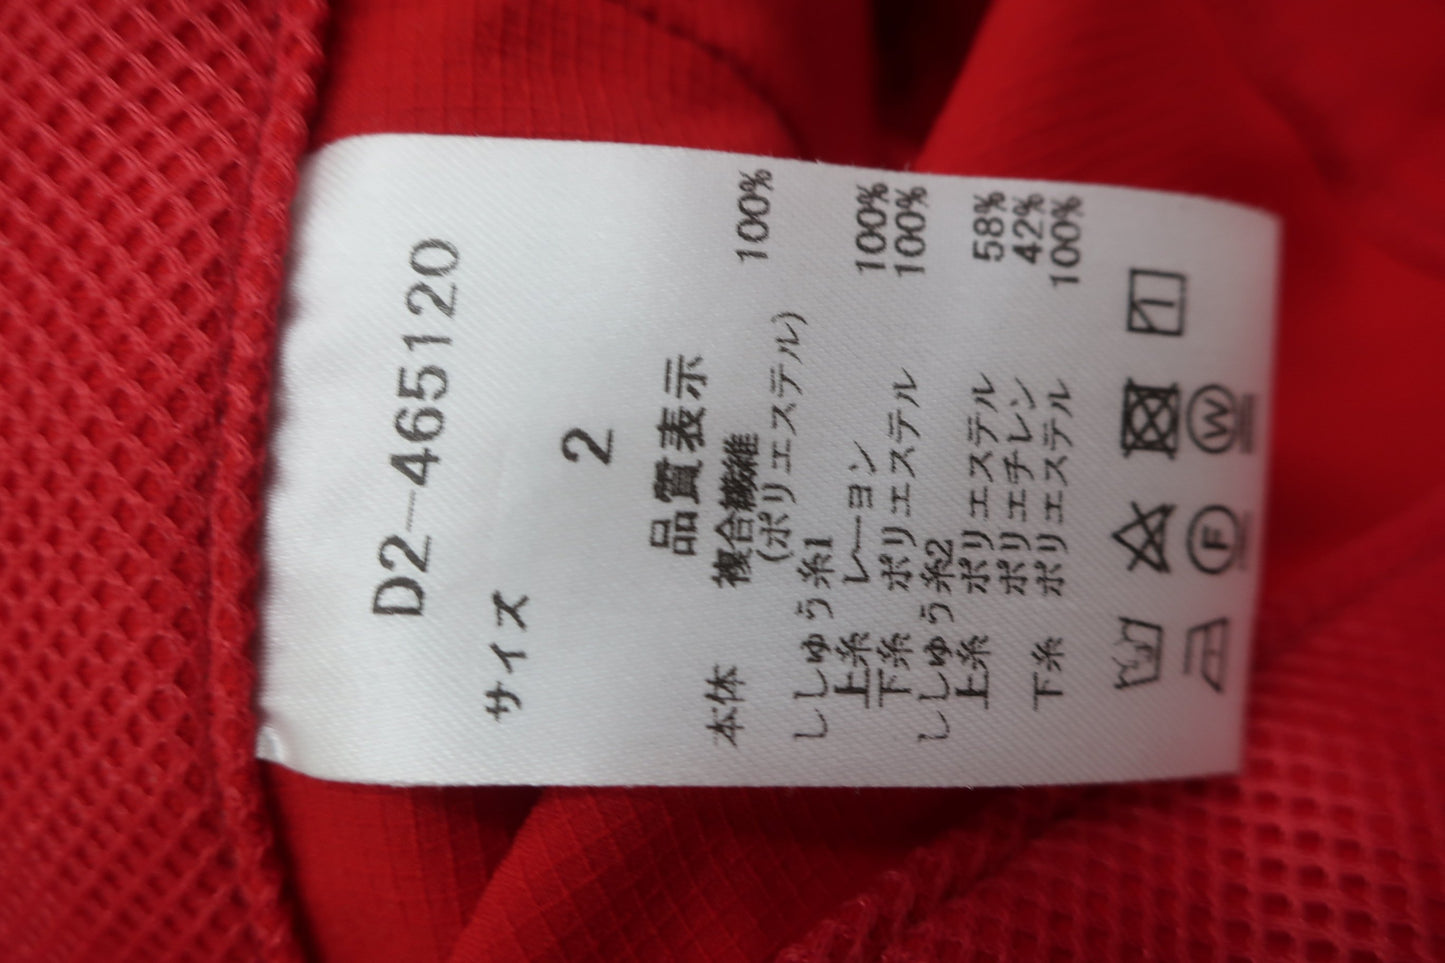 D2-465120
サイズ
2
品質表示
本体 複合繊維 100%
(ポリエステル)
ししゅう糸1
上糸 レーヨン 100%
下糸 ポリエステル 100%
ししゅう糸2
上糸 ポリエステル 58%
ポリエチレン 42%
下糸 ポリエステル 100%
F W